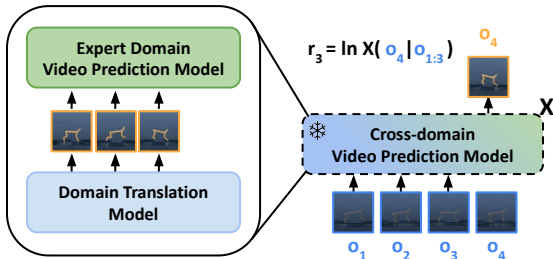 Expert Domain
Video Prediction Model
Domain Translation
Model
r₃ = ln X( o₄ | o₁:₃ )
o₄
X
Cross-domain
Video Prediction Model
o₁ o₂ o₃ o₄